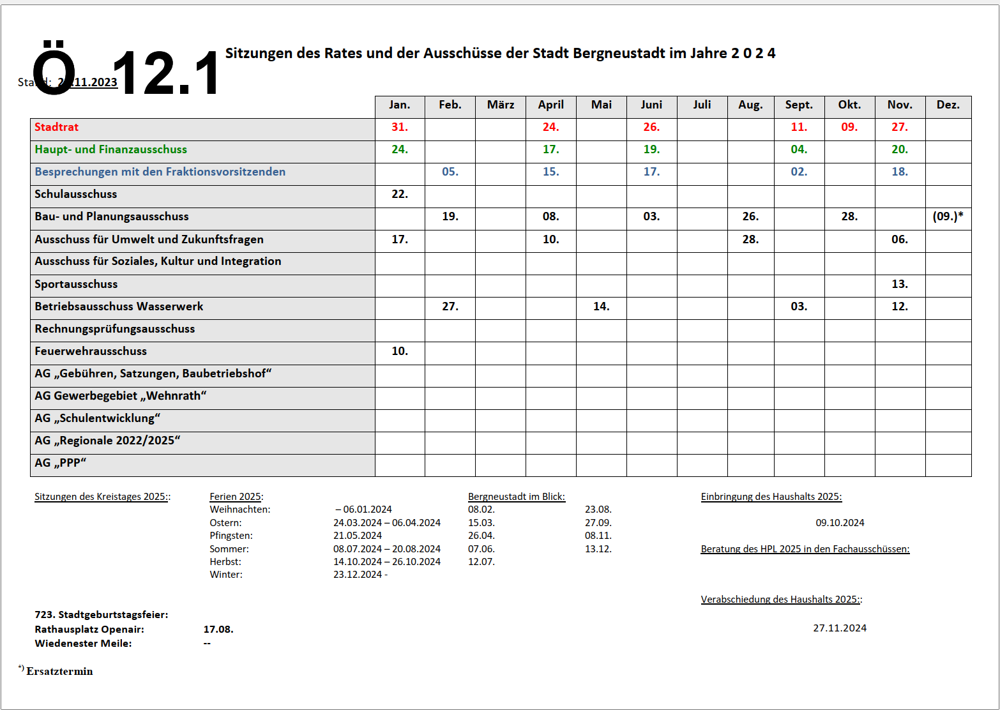 Ö 12.1
Sitzungen des Rates und der Ausschüsse der Stadt Bergneustadt im Jahre 2 0 2 4
Stand: .11.2023
Jan. Feb. März April Mai Juni Juli Aug. Sept. Okt. Nov. Dez.
Stadtrat 31. 24. 26. 11. 09. 27.
Haupt- und Finanzausschuss 24. 17. 19. 04. 20.
Besprechungen mit den Fraktionsvorsitzenden 05. 15. 17. 02. 18.
Schulausschuss 22.
Bau- und Planungsausschuss 19. 08. 03. 26. 28. (09.)*
Ausschuss für Umwelt und Zukunftsfragen 17. 10. 28. 06.
Ausschuss für Soziales, Kultur und Integration
Sportausschuss 13.
Betriebsausschuss Wasserwerk 27. 14. 03. 12.
Rechnungsprüfungsausschuss
Feuerwehrausschuss 10.
AG „Gebühren, Satzungen, Baubetriebshof“
AG Gewerbegebiet „Wehnrath“
AG „Schulentwicklung“
AG „Regionale 2022/2025“
AG „PPP“
Sitzungen des Kreistages 2025:: Ferien 2025: Bergneustadt im Blick: Einbringung des Haushalts 2025:
Weihnachten: – 06.01.2024 08.02. 23.08.
Ostern: 24.03.2024 – 06.04.2024 15.03. 27.09. 09.10.2024
Pfingsten: 21.05.2024 26.04. 08.11.
Sommer: 08.07.2024 – 20.08.2024 07.06. 13.12. Beratung des HPL 2025 in den Fachausschüssen:
Herbst: 14.10.2024 – 26.10.2024 12.07.
Winter: 23.12.2024 -
Verabschiedung des Haushalts 2025::
723. Stadtgeburtstagsfeier:
Rathausplatz Openair: 17.08. 27.11.2024
Wiedenester Meile: --
*) Ersatztermin